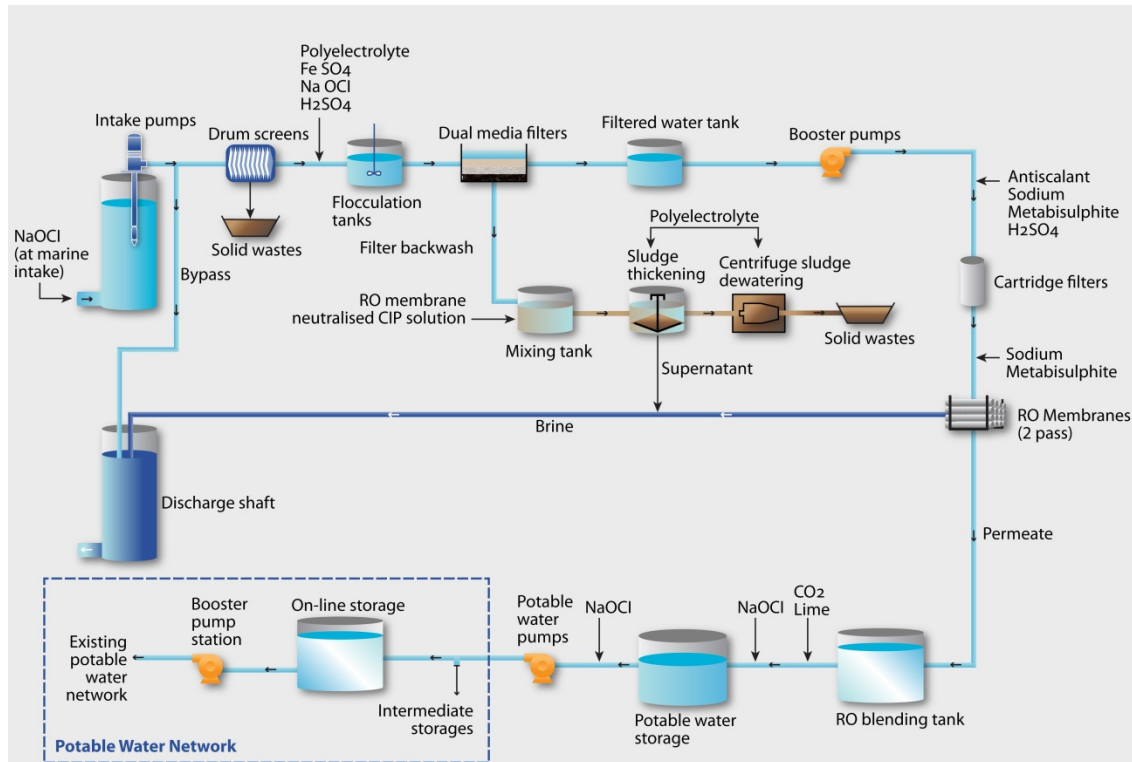 Polyelectrolyte
Fe SO4
Na OCl
H2SO4
Intake pumps
Drum screens
Dual media filters
Filtered water tank
Booster pumps
Antiscalant
Sodium
Metabisulphite
H2SO4
Flocculation
tanks
Solid wastes
NaOCl
(at marine
intake)
Bypass
Filter backwash
Polyelectrolyte
Sludge
thickening
Centrifuge sludge
dewatering
Cartridge filters
RO membrane
neutralised CIP solution
Mixing tank
Solid wastes
Supernatant
Sodium
Metabisulphite
RO Membranes
(2 pass)
Brine
Discharge shaft
Permeate
Existing
potable
water
network
Booster
pump
station
On-line storage
Intermediate
storages
Potable Water Network
Potable
water
pumps
NaOCl
Potable water
storage
NaOCl
CO2
Lime
RO blending tank